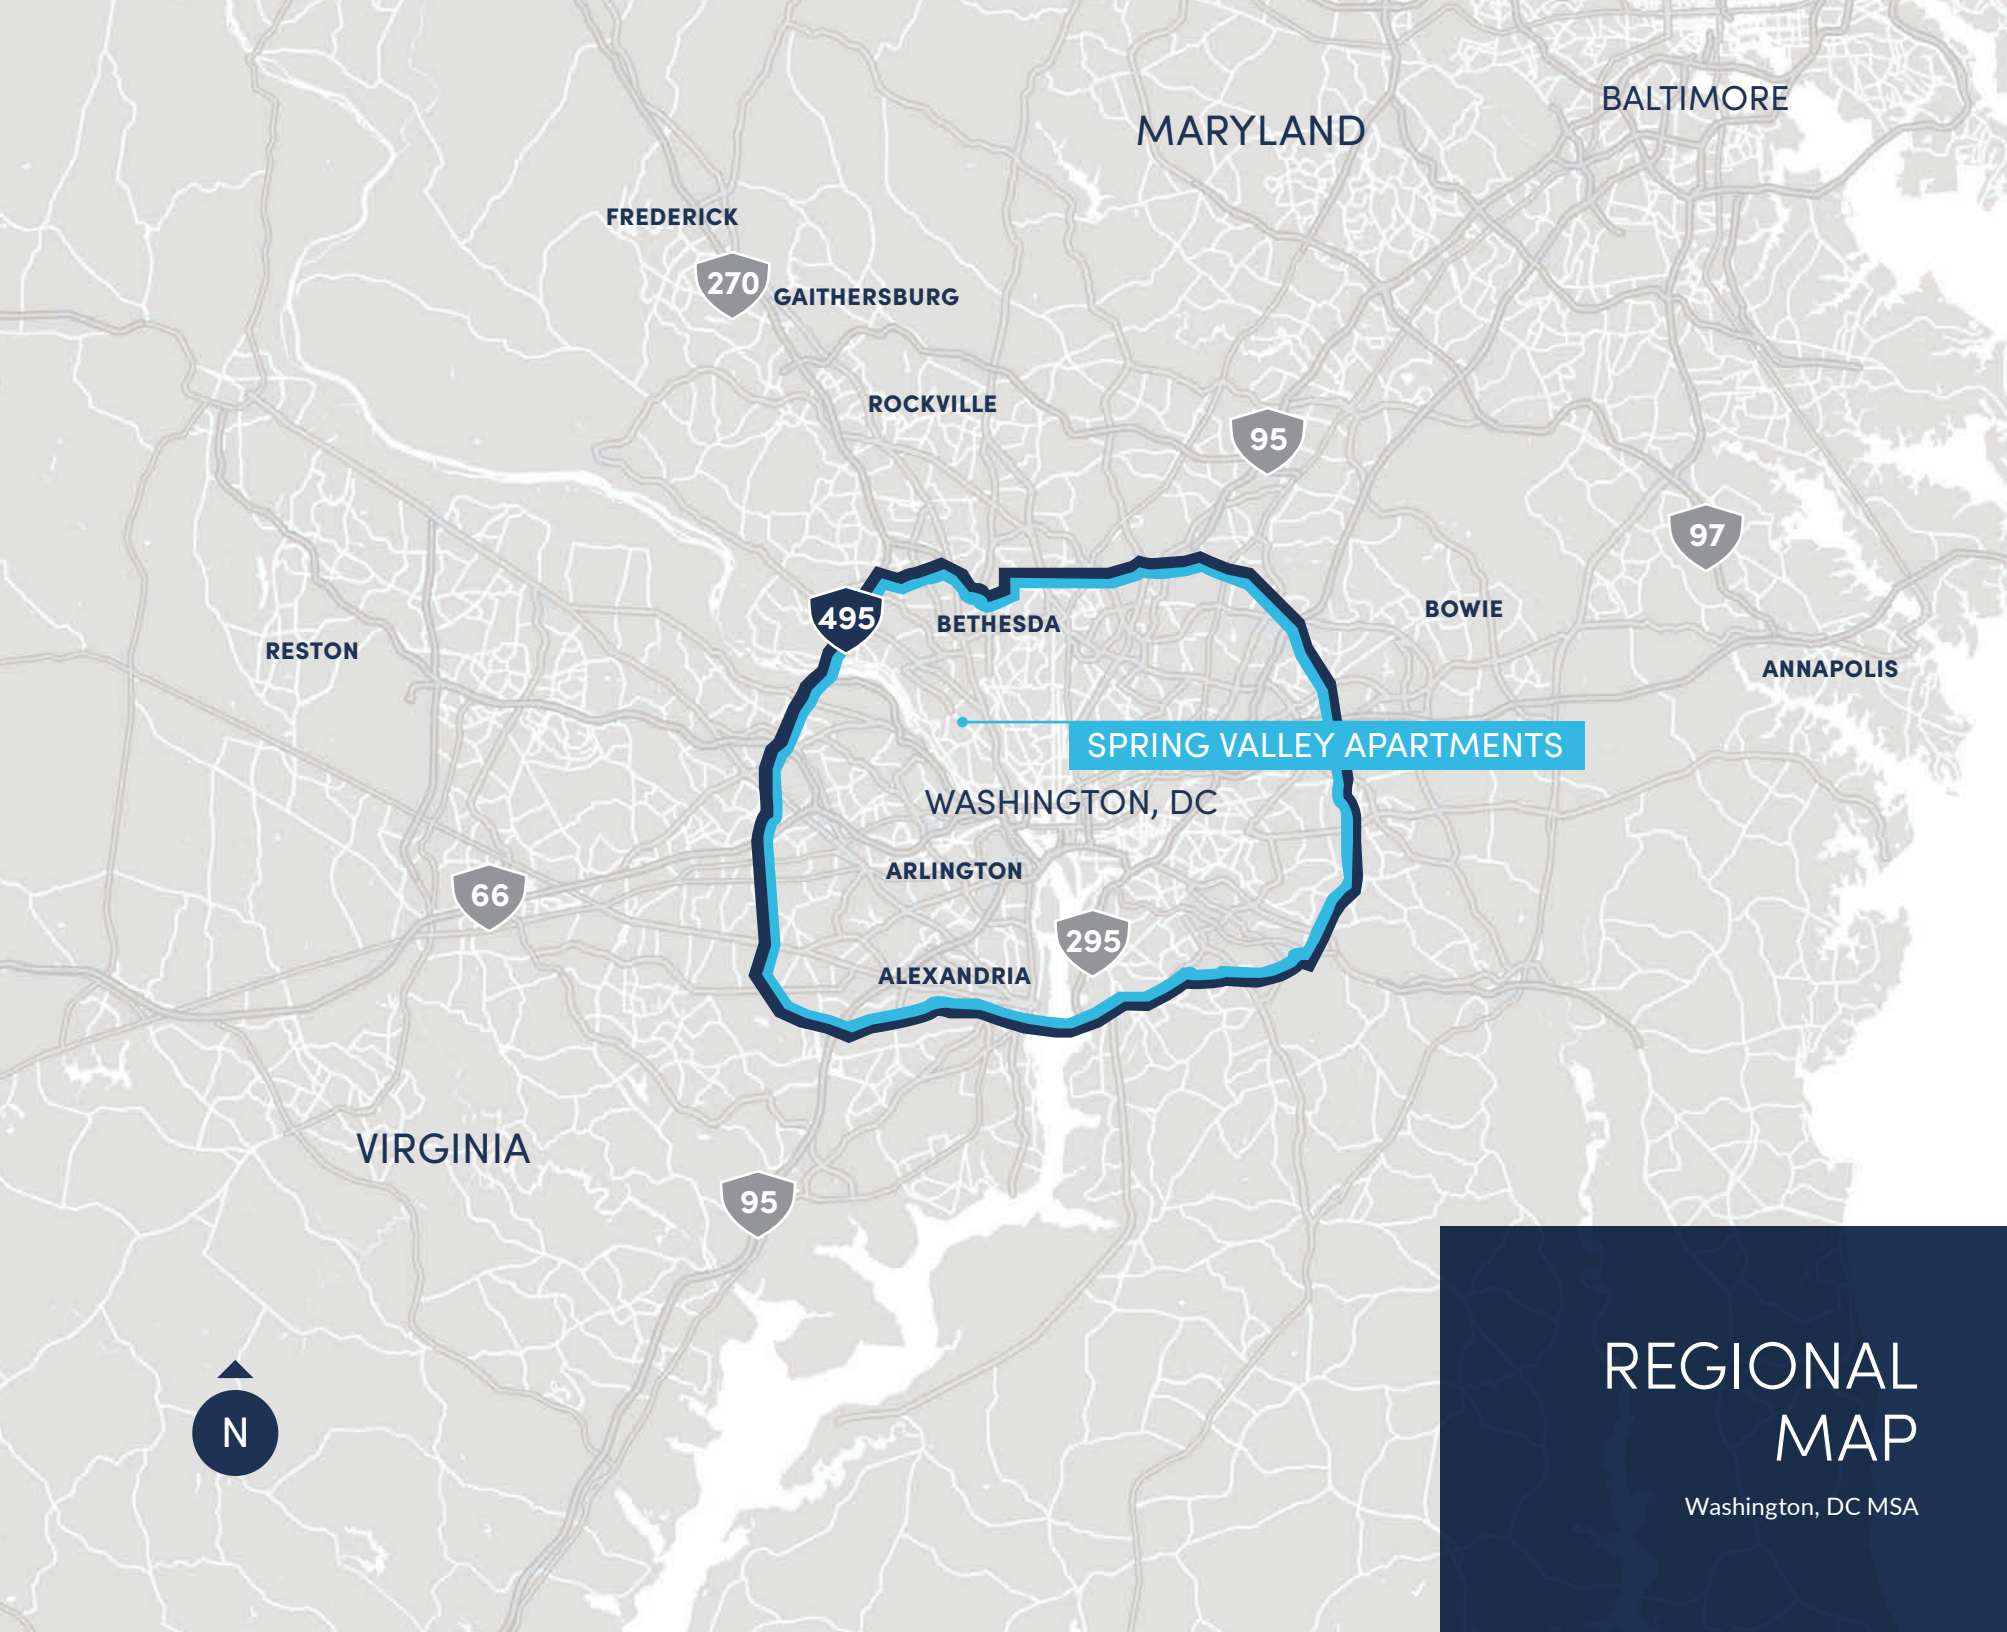 BALTIMORE
MARYLAND
FREDERICK
270
GAITHERSBURG
ROCKVILLE
95
97
495
BETHESDA
BOWIE
RESTON
ANNAPOLIS
SPRING VALLEY APARTMENTS
WASHINGTON, DC
ARLINGTON
66
295
ALEXANDRIA
VIRGINIA
95
N
REGIONAL
MAP
Washington, DC MSA